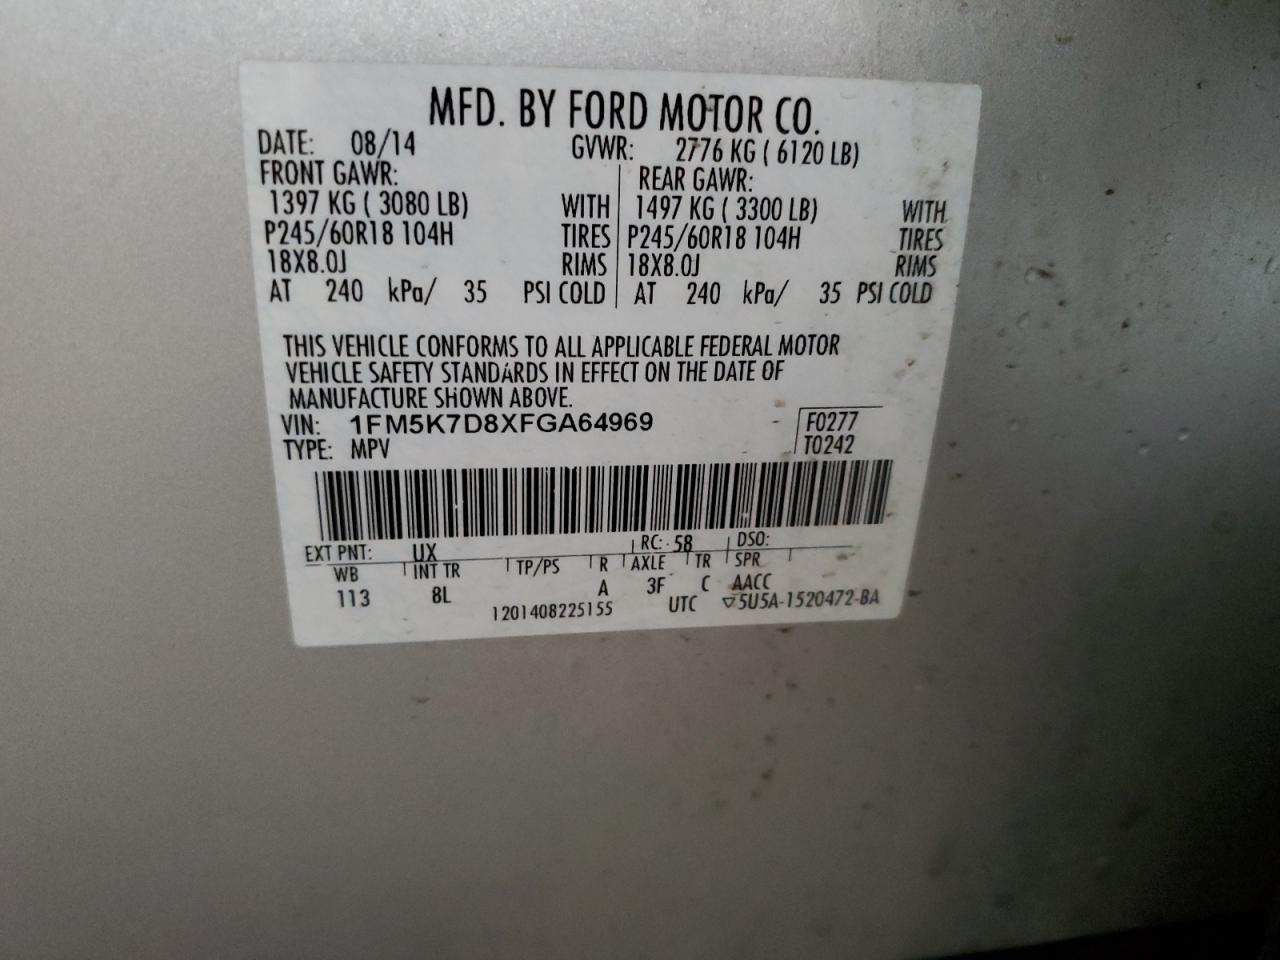 MFD. BY FORD MOTOR CO.
DATE: 08/14 GVWR: 2776 KG ( 6120 LB)
FRONT GAWR: REAR GAWR:
1397 KG ( 3080 LB) WITH 1497 KG ( 3300 LB) WITH
P245/60R18 104H TIRES P245/60R18 104H TIRES
18X8.0J RIMS 18X8.0J RIMS
AT 240 kPa/ 35 PSI COLD AT 240 kPa/ 35 PSI COLD
THIS VEHICLE CONFORMS TO ALL APPLICABLE FEDERAL MOTOR
VEHICLE SAFETY STANDARDS IN EFFECT ON THE DATE OF
MANUFACTURE SHOWN ABOVE.
VIN: 1FM5K7D8XFGA64969 F0277
TYPE: MPV T0242
EXT PNT: UX RC: 58 DSO:
WB INT TR TP/PS R AXLE TR SPR
113 8L A 3F C AACC
1201408225155 UTC ▽5U5A-1520472-BA